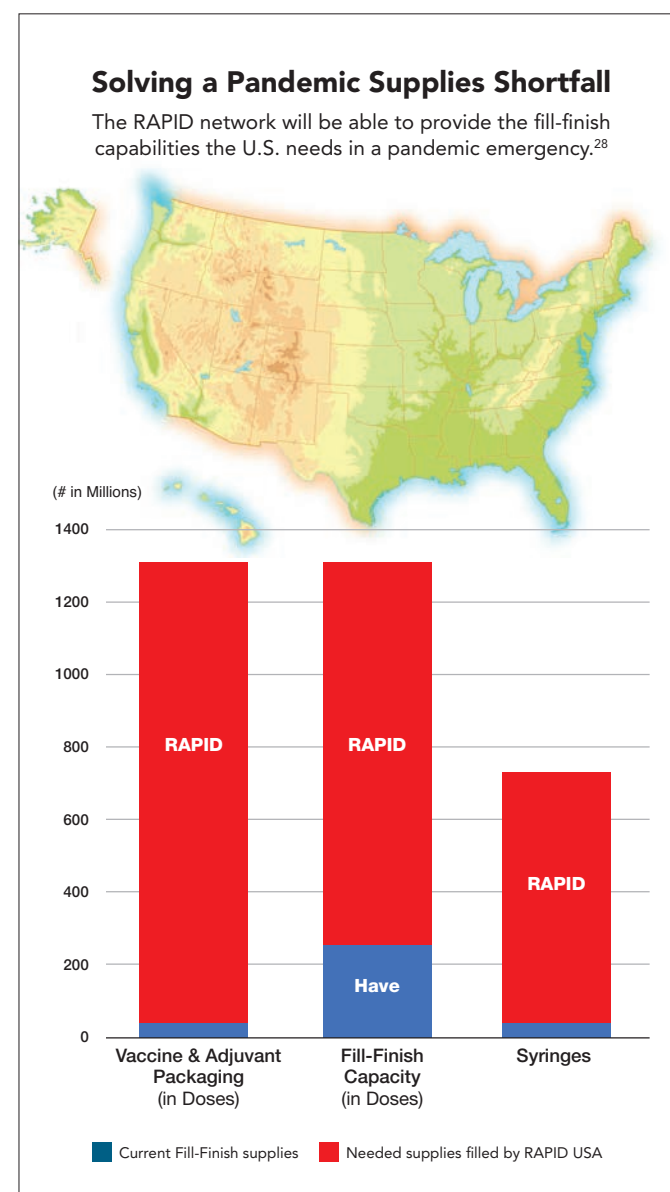 Solving a Pandemic Supplies Shortfall
The RAPID network will be able to provide the fill-finish
capabilities the U.S. needs in a pandemic emergency.28
(# in Millions)
1400
1200
1000
800
600
400
200
0
RAPID
RAPID
RAPID
Have
Vaccine & Adjuvant
Packaging
(in Doses)
Fill-Finish
Capacity
(in Doses)
Syringes
Current Fill-Finish supplies
Needed supplies filled by RAPID USA